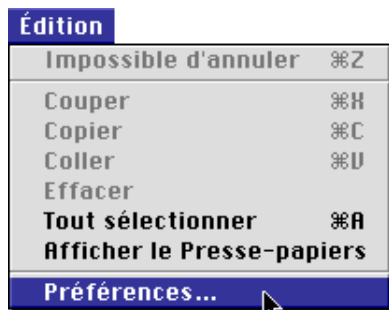 Édition
Impossible d'annuler ⌘Z
Couper ⌘X
Copier ⌘C
Coller ⌘V
Effacer
Tout sélectionner ⌘A
Afficher le Presse-papiers
Préférences...